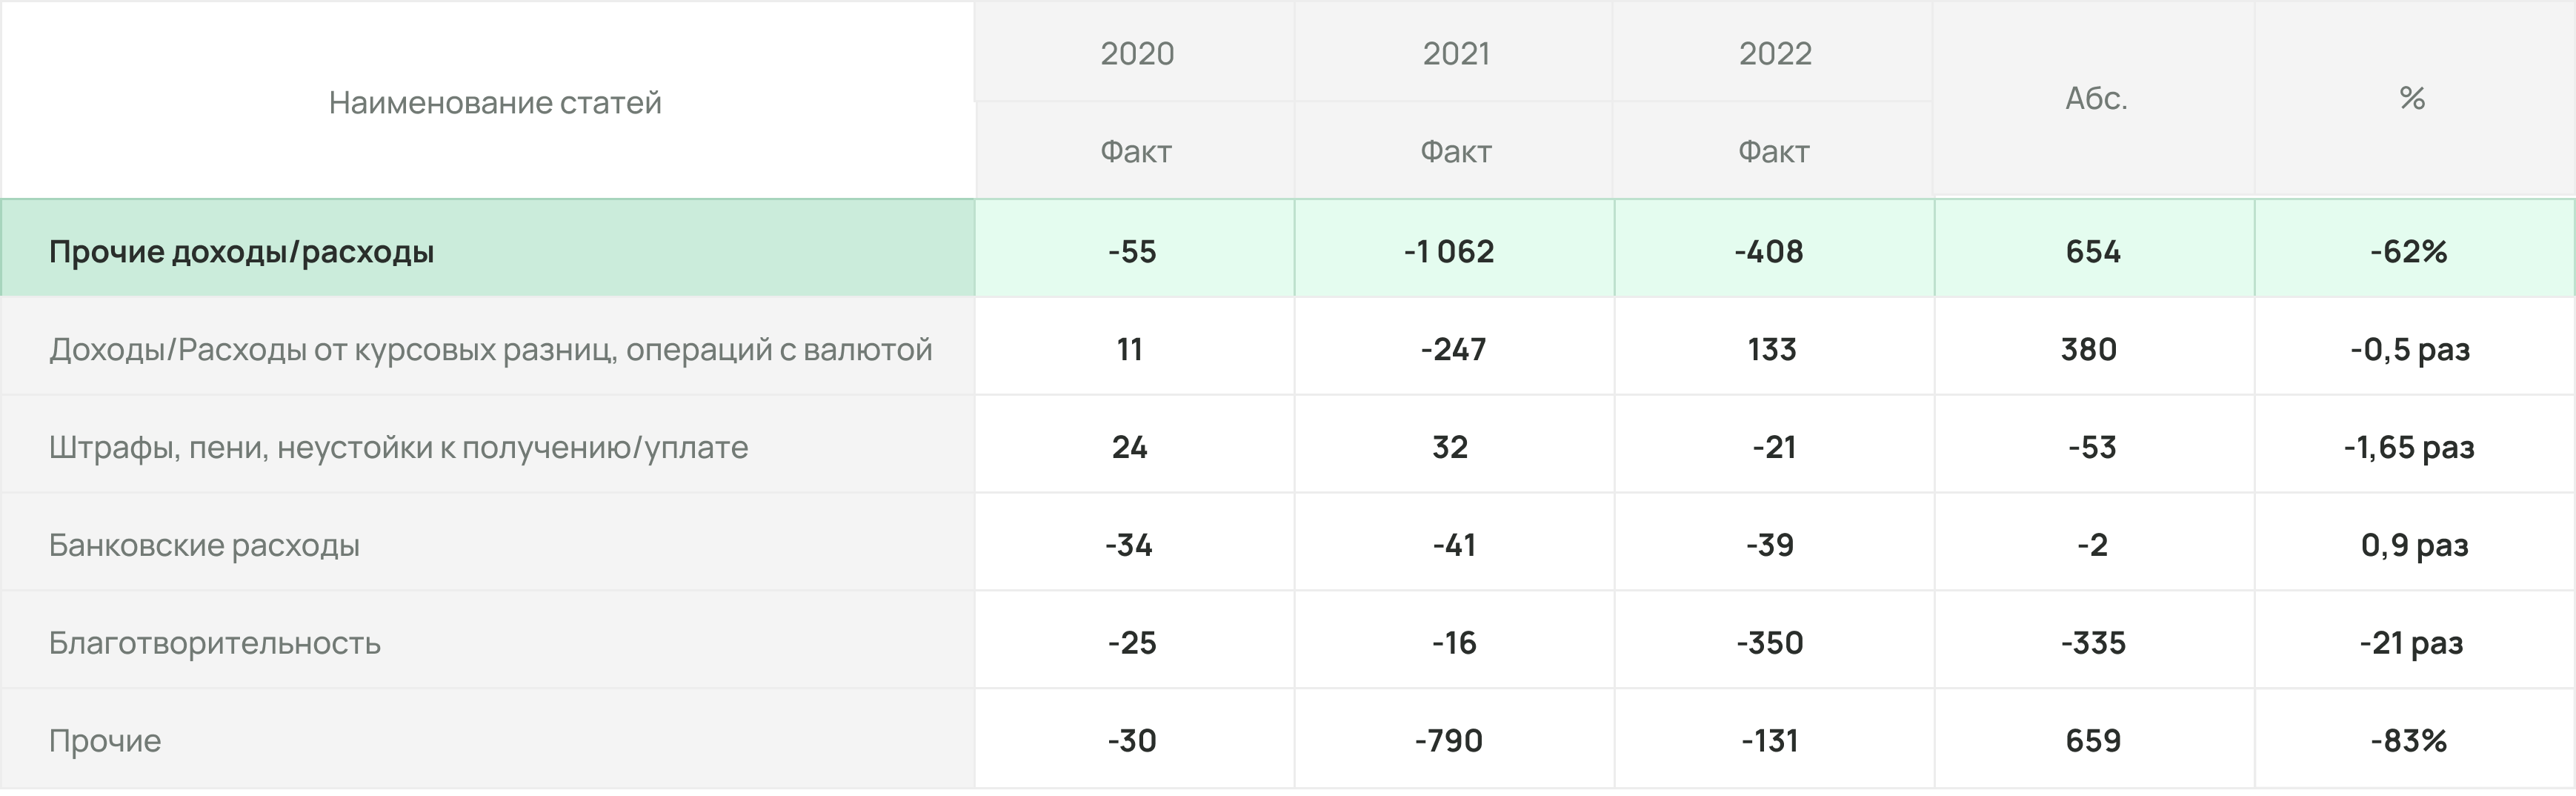 Наименование статей 2020 2021 2022 Абс. %
Факт Факт Факт
Прочие доходы/расходы -55 -1 062 -408 654 -62%
Доходы/Расходы от курсовых разниц, операций с валютой 11 -247 133 380 -0,5 раз
Штрафы, пени, неустойки к получению/уплате 24 32 -21 -53 -1,65 раз
Банковские расходы -34 -41 -39 -2 0,9 раз
Благотворительность -25 -16 -350 -335 -21 раз
Прочие -30 -790 -131 659 -83%